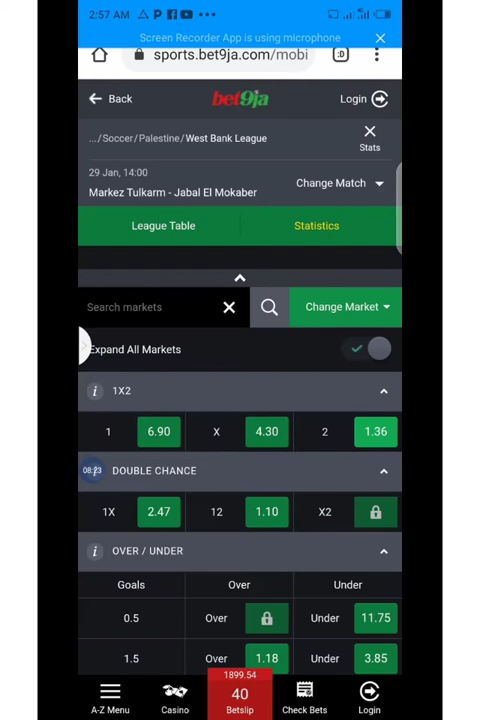 2:57 AM
Screen Recorder App is using microphone
sports.bet9ja.com/mobi
:D
Back
bet9ja
Login
.../Soccer/Palestine/West Bank League
Stats
29 Jan, 14:00
Markez Tulkarm - Jabal El Mokaber
Change Match
League Table
Statistics
Search markets
Change Market
Expand All Markets
1X2
1 6.90 X 4.30 2 1.36
08:23
DOUBLE CHANCE
1X 2.47 12 1.10 X2
OVER / UNDER
Goals Over Under
0.5 Over Under 11.75
1.5 Over 1.18 Under 3.85
1899.54
40
A-Z Menu Casino Betslip Check Bets Login